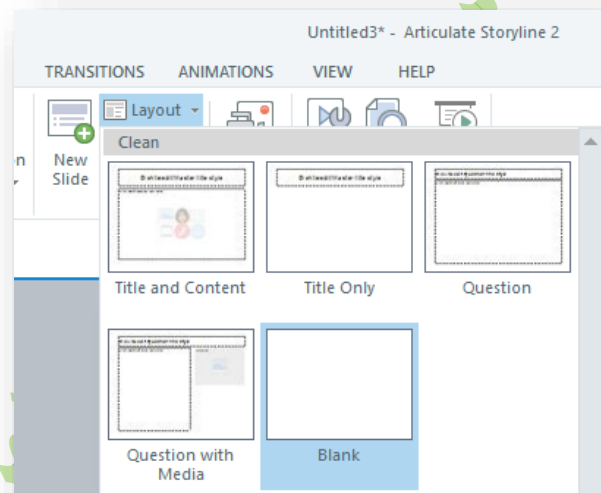 Untitled3* - Articulate Storyline 2
TRANSITIONS ANIMATIONS VIEW HELP
Layout
New
Slide
Clean
Title and Content Title Only Question
Question with
Media
Blank